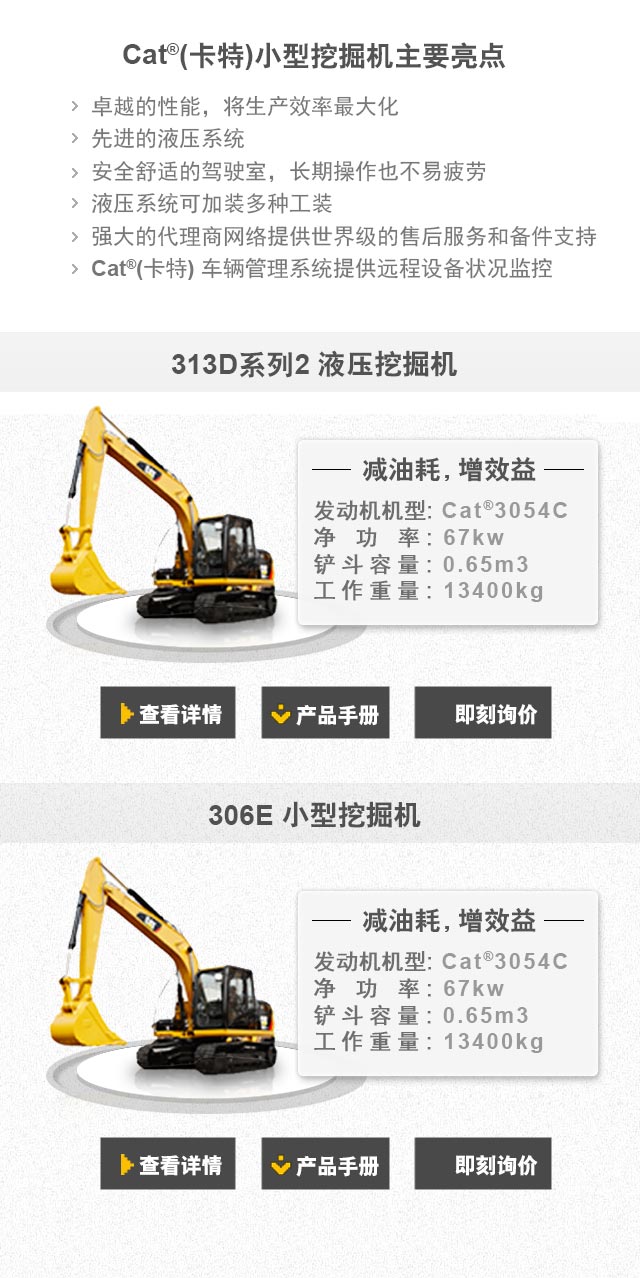 Cat®(卡特)小型挖掘机主要亮点
卓越的性能，将生产效率最大化
先进的液压系统
安全舒适的驾驶室，长期操作也不易疲劳
液压系统可加装多种工装
强大的代理商网络提供世界级的售后服务和备件支持
Cat®(卡特) 车辆管理系统提供远程设备状况监控
313D系列2 液压挖掘机
减油耗，增效益
发动机机型: Cat®3054C
净 功 率: 67kw
铲斗容量: 0.65m3
工作重量: 13400kg
查看详情 产品手册 即刻询价
306E 小型挖掘机
减油耗，增效益
发动机机型: Cat®3054C
净 功 率: 67kw
铲斗容量: 0.65m3
工作重量: 13400kg
查看详情 产品手册 即刻询价